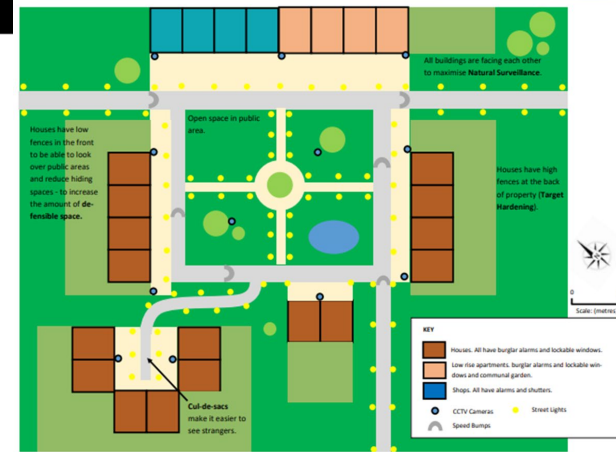 All buildings are facing each other
to maximise Natural Surveillance.
Open space in public
area.
Houses have low
fences in the front
to be able to look
over public areas
and reduce hiding
spaces - to increase
the amount of de-
fensible space.
Houses have high
fences at the back
of property (Target
Hardening).
0
Scale: (metres
Cul-de-sacs
make it easier to
see strangers.
KEY
Houses. All have burglar alarms and lockable windows.
Low rise apartments. burglar alarms and lockable win-
dows and communal garden.
Shops. All have alarms and shutters.
CCTV Cameras
Street Lights
Speed Bumps